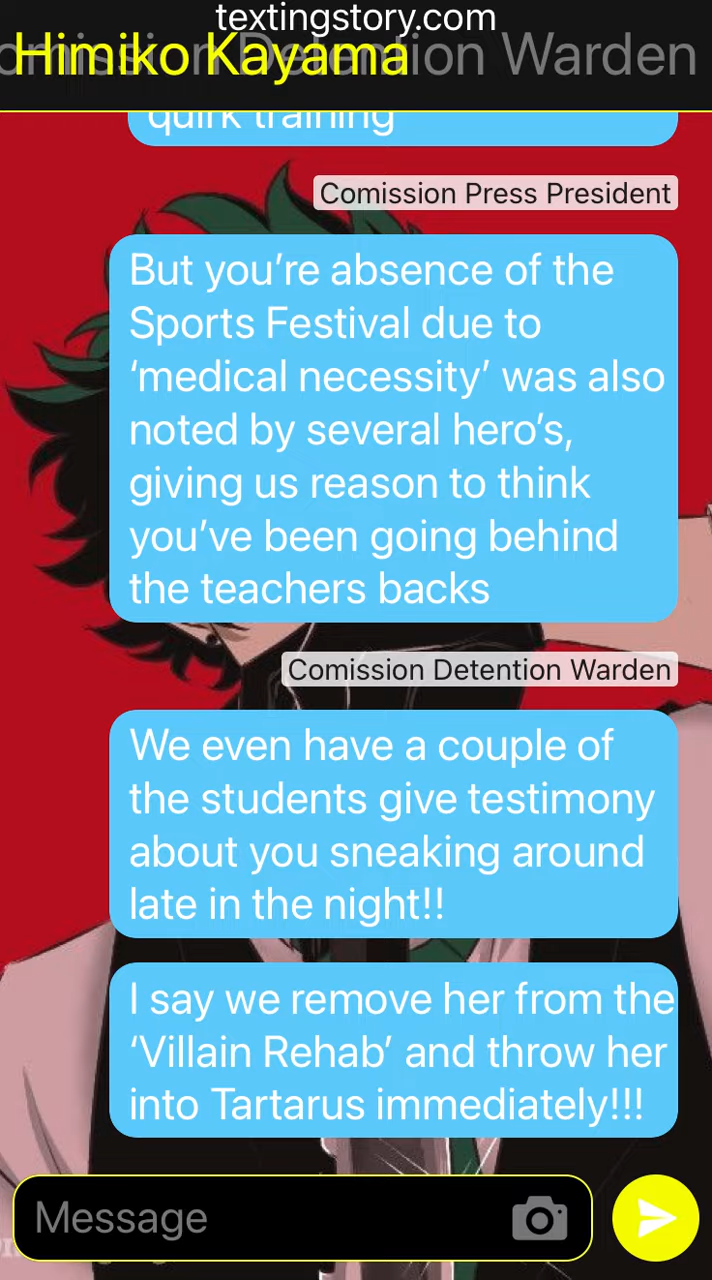 textingstory.com
Himiko Kayama
Detention Warden
quirk training
Comission Press President
But you’re absence of the
Sports Festival due to
‘medical necessity’ was also
noted by several hero’s,
giving us reason to think
you’ve been going behind
the teachers backs
Comission Detention Warden
We even have a couple of
the students give testimony
about you sneaking around
late in the night!!
I say we remove her from the
‘Villain Rehab’ and throw her
into Tartarus immediately!!!
Message